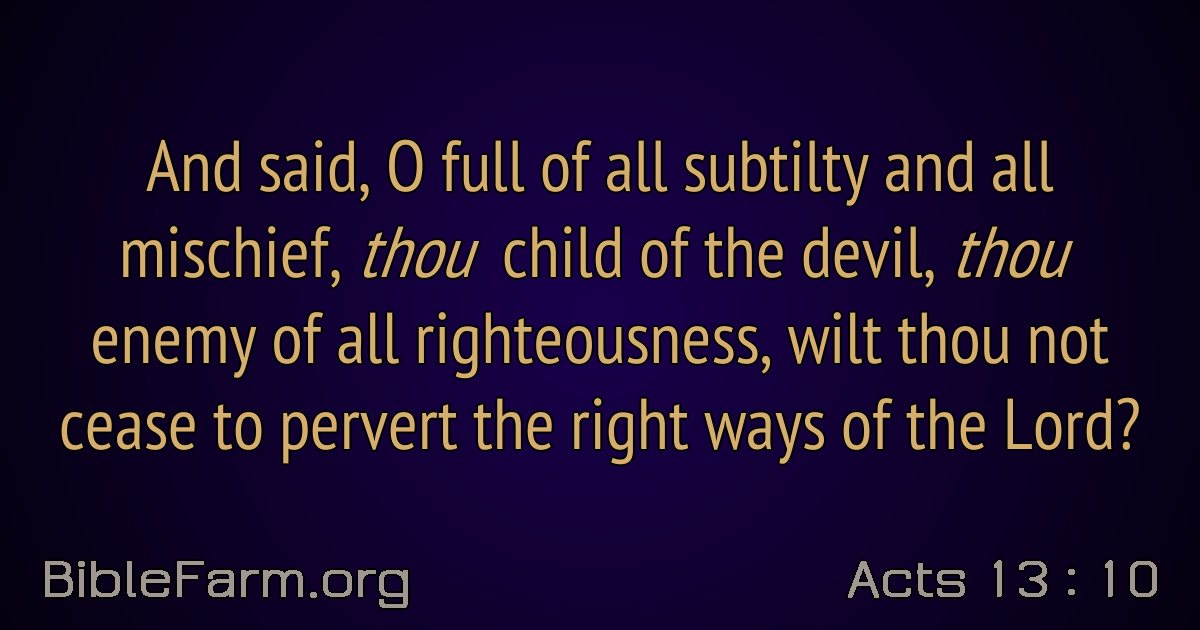 And said, O full of all subtilty and all
mischief, thou child of the devil, thou
enemy of all righteousness, wilt thou not
cease to pervert the right ways of the Lord?
BibleFarm.org
Acts 13 : 10